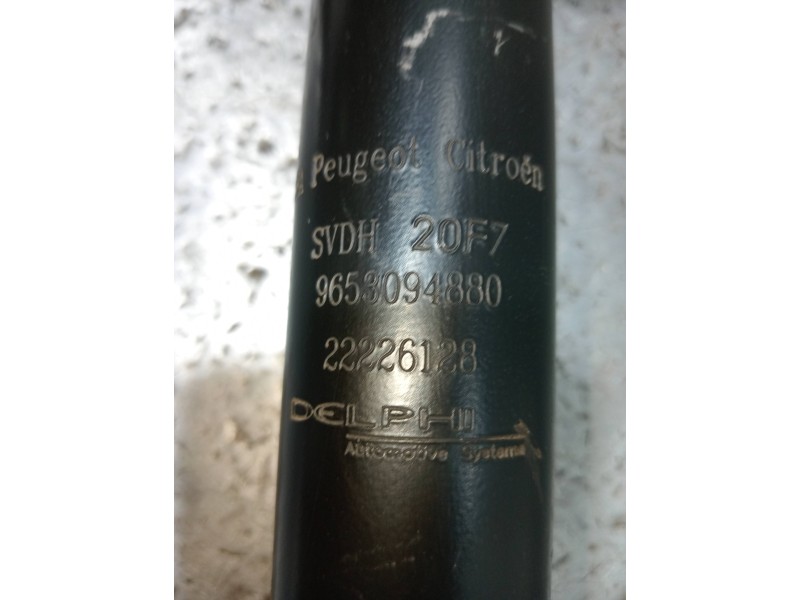 A Peugeot Citroën
SVDH 20F7
9653094880
22226128
DELPHI
Automotive Systems